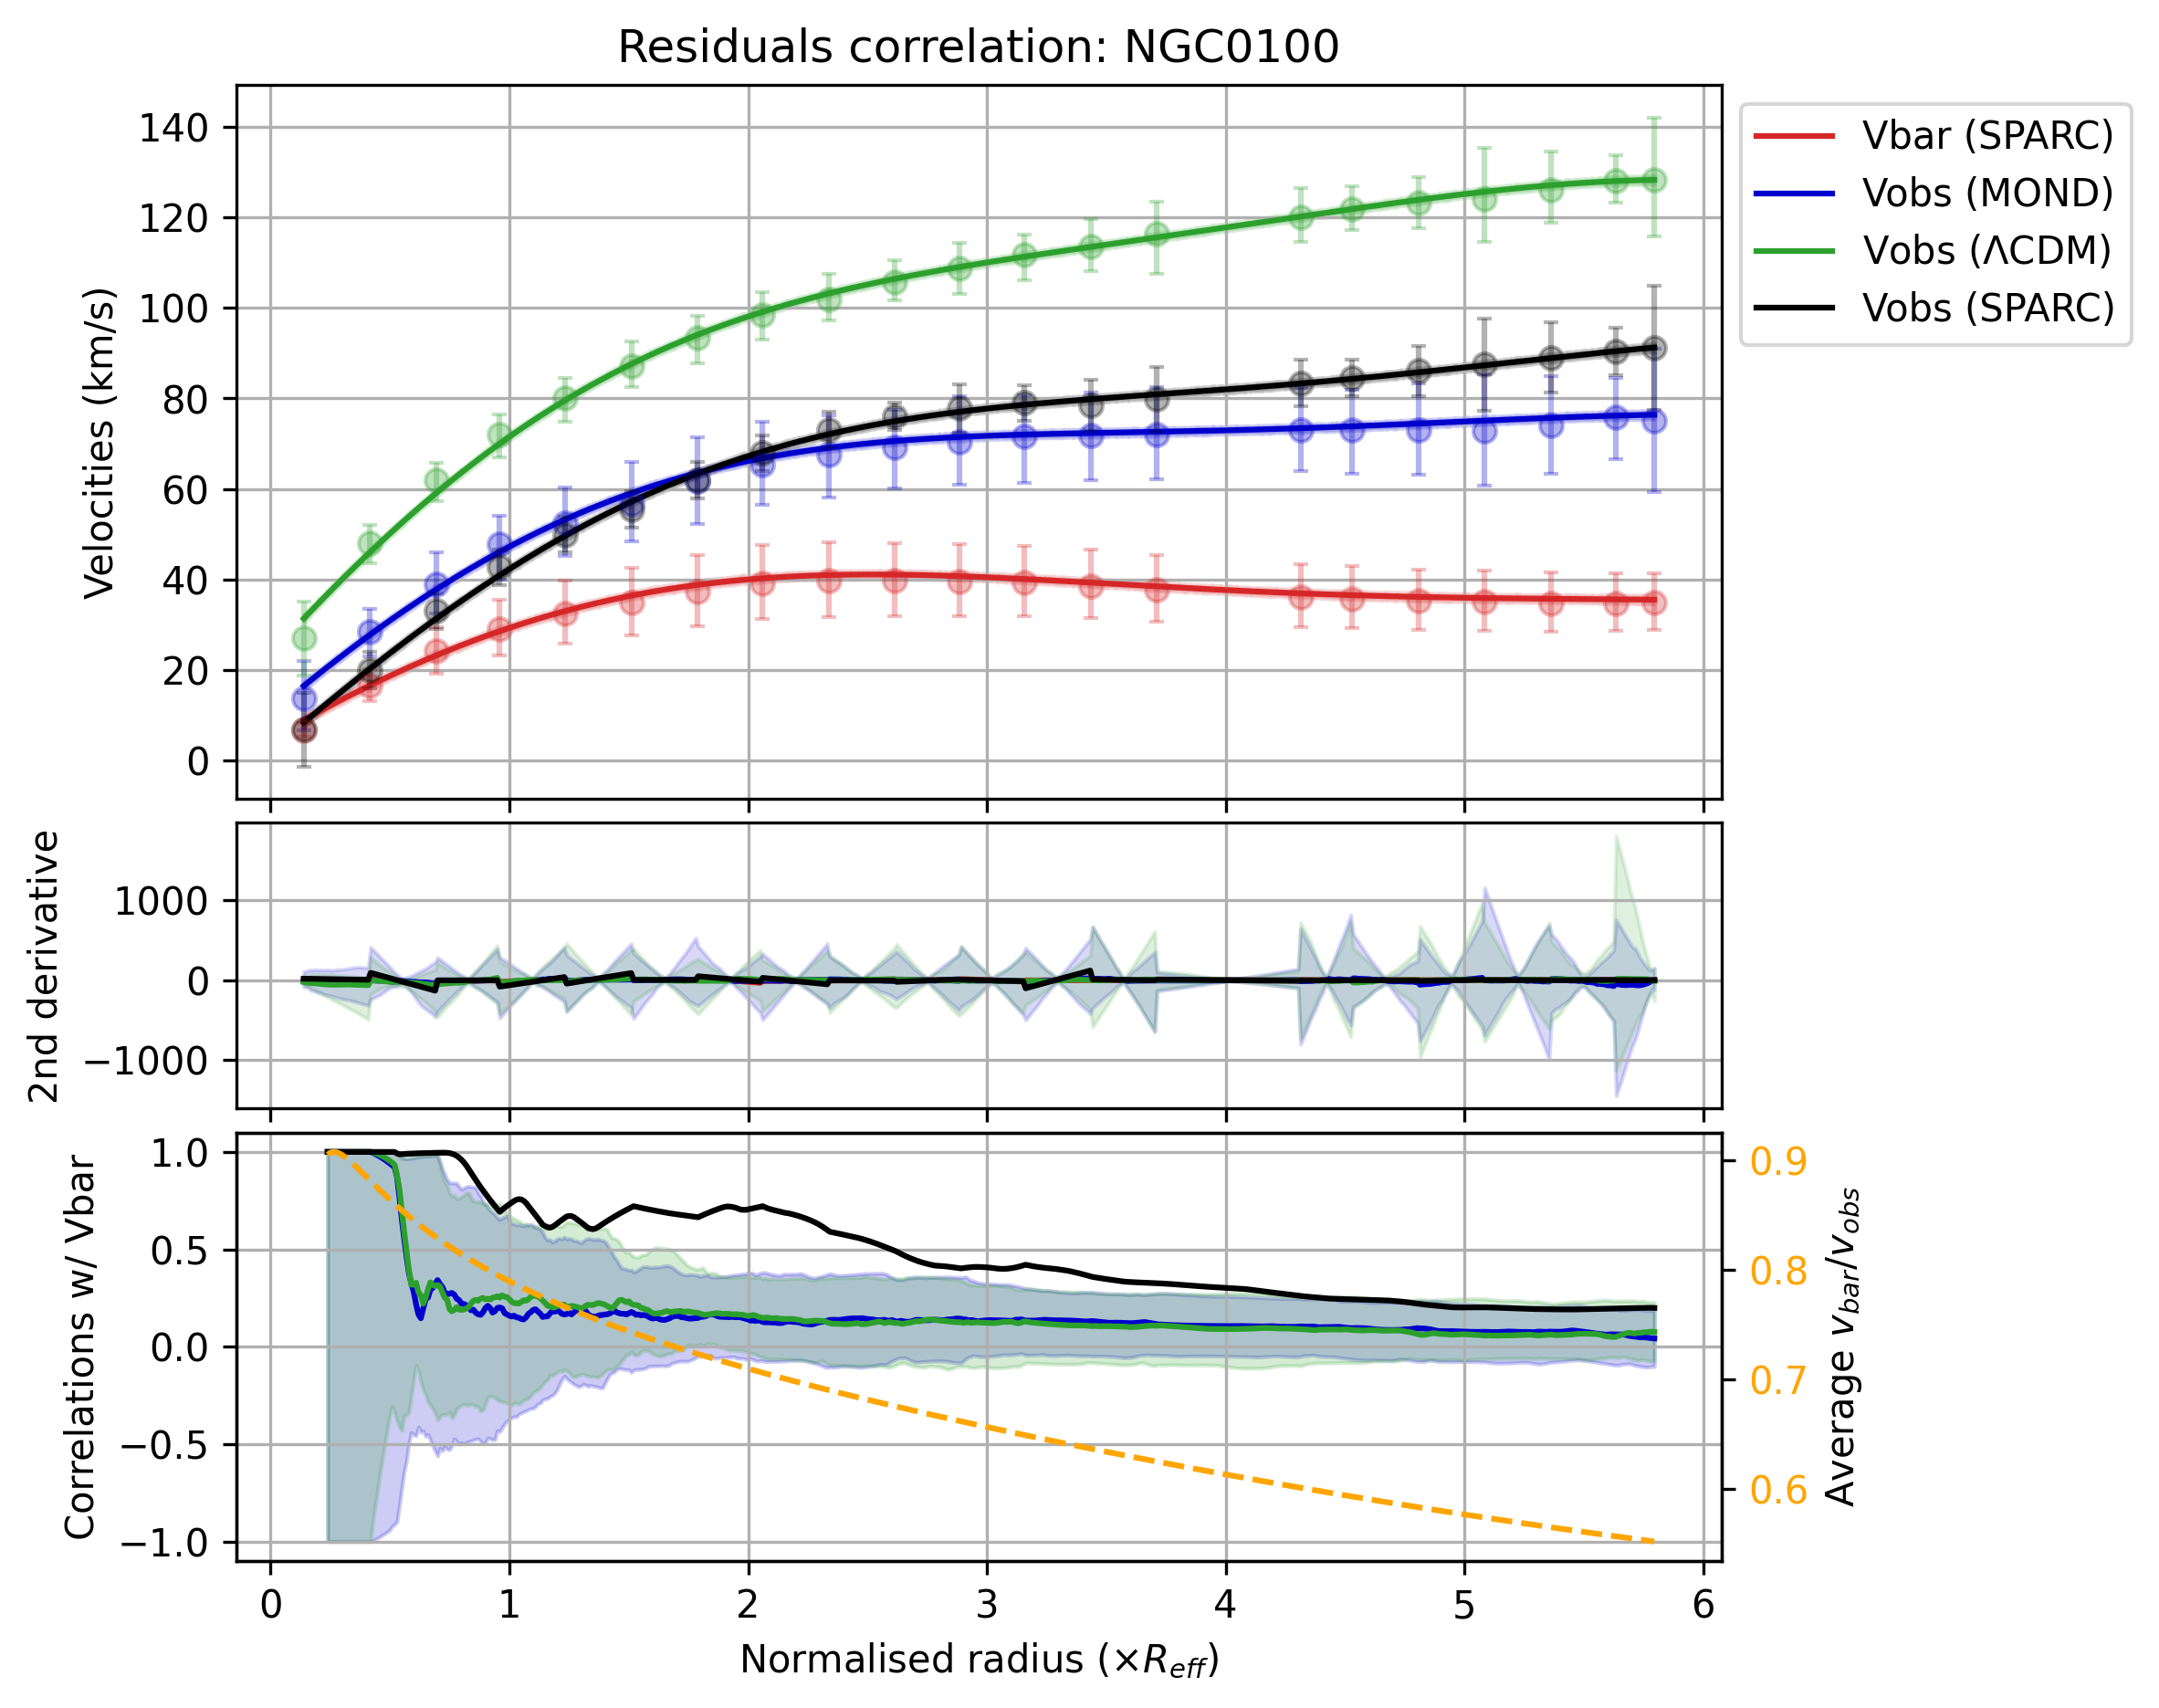 Residuals correlation: NGC0100
Velocities (km/s)
140
120
100
80
60
40
20
0
Vbar (SPARC)
Vobs (MOND)
Vobs (ΛCDM)
Vobs (SPARC)
2nd derivative
1000
0
−1000
Correlations w/ Vbar
1.0
0.5
0.0
−0.5
−1.0
0.9
0.8
0.7
0.6
Average v_bar/v_obs
0 1 2 3 4 5 6
Normalised radius (×R_eff)